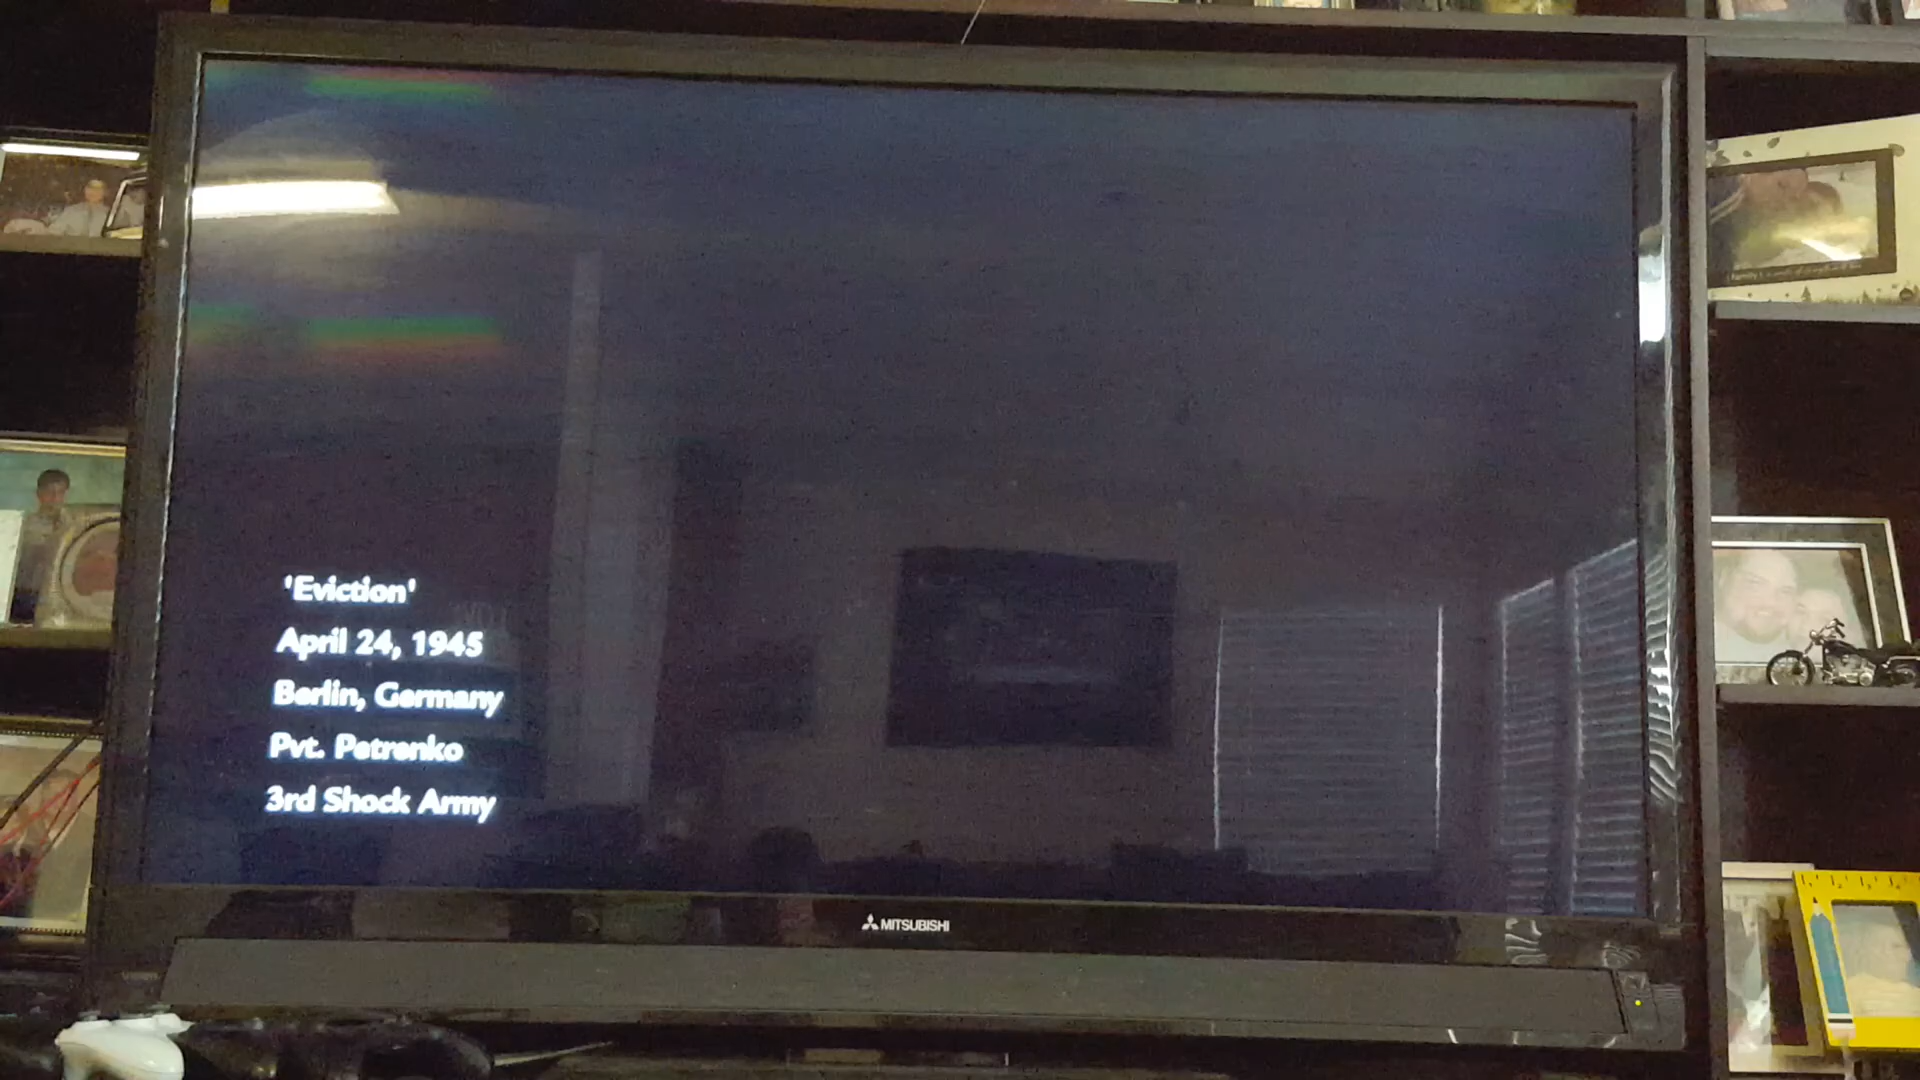 'Eviction'
April 24, 1945
Berlin, Germany
Pvt. Petrenko
3rd Shock Army
MITSUBISHI